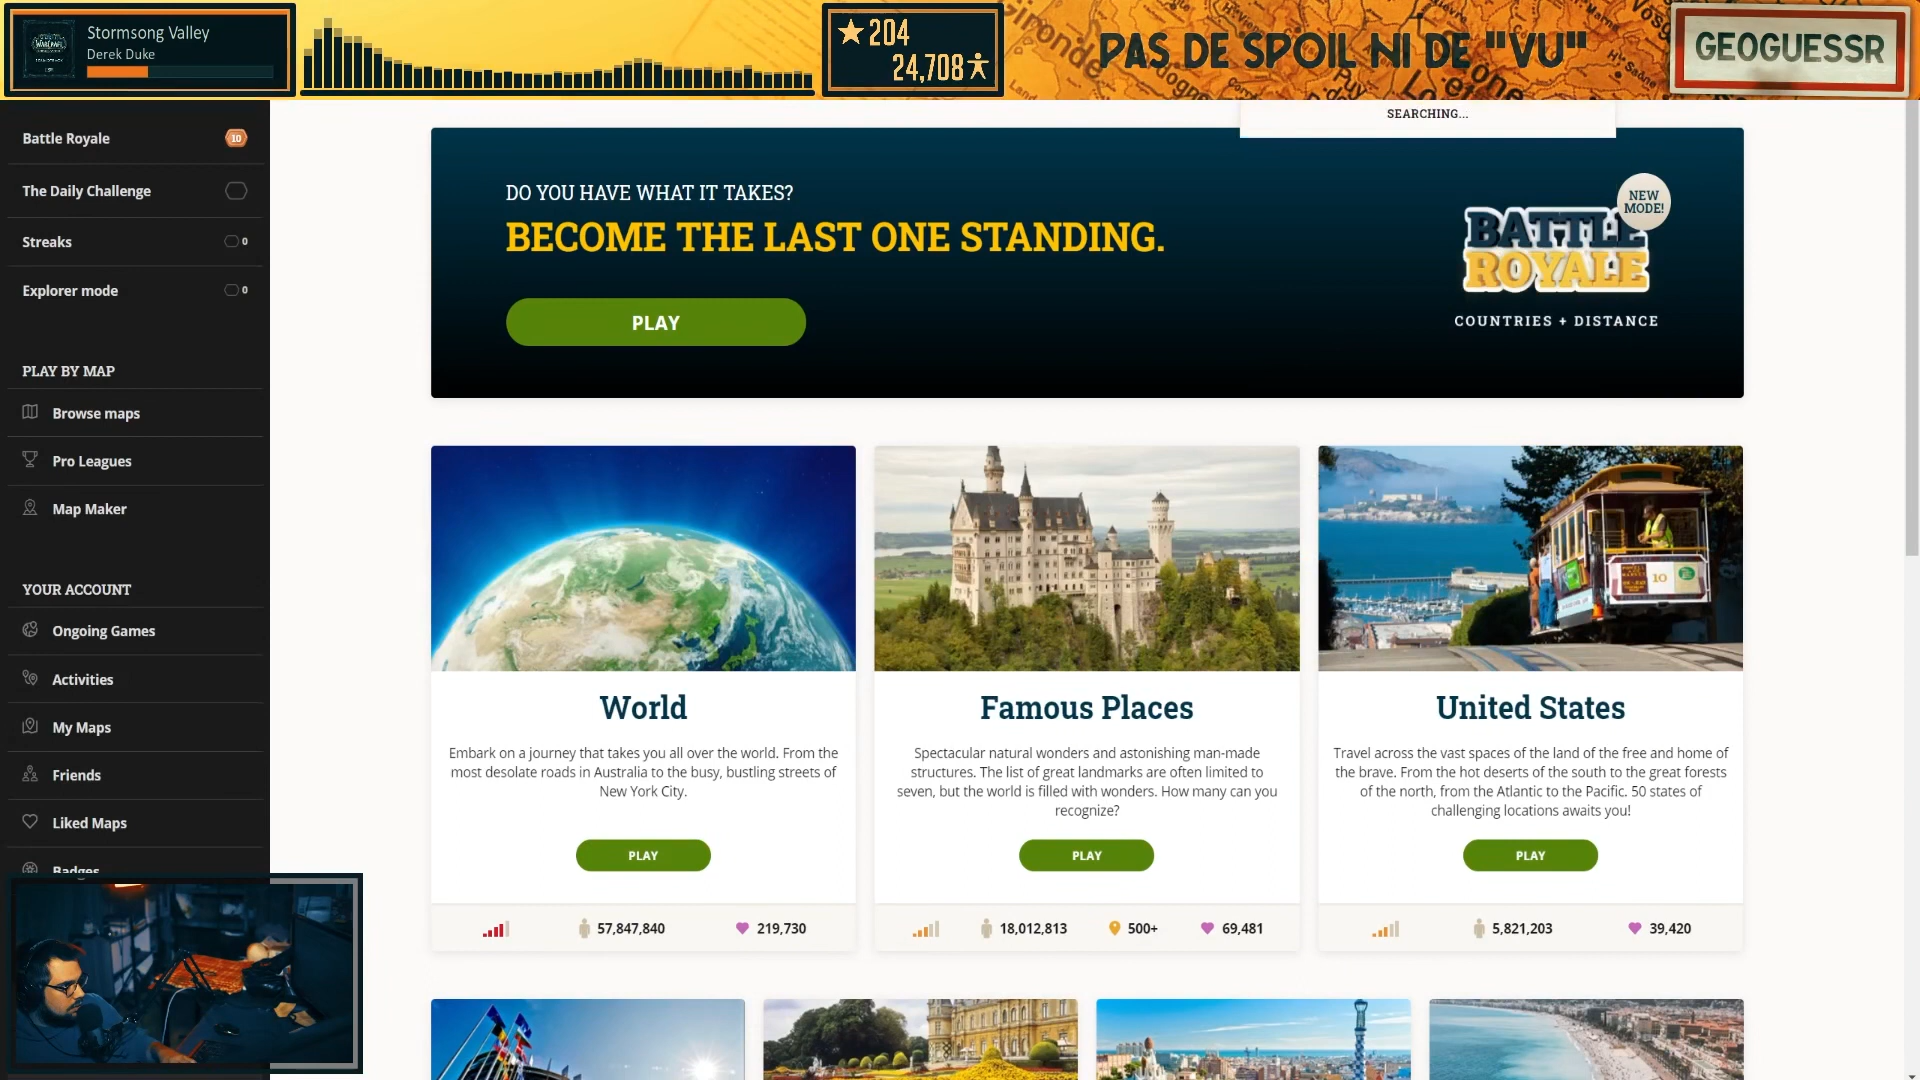 Stormsong Valley
Derek Duke
204
24,708
PAS DE SPOIL NI DE "VU"
GEOGUESSR
Battle Royale
10
The Daily Challenge
Streaks
0
Explorer mode
0
PLAY BY MAP
Browse maps
Pro Leagues
Map Maker
YOUR ACCOUNT
Ongoing Games
Activities
My Maps
Friends
Liked Maps
Badges
SEARCHING...
DO YOU HAVE WHAT IT TAKES?
BECOME THE LAST ONE STANDING.
PLAY
NEW
MODE!
BATTLE
ROYALE
COUNTRIES + DISTANCE
World
Embark on a journey that takes you all over the world. From the
most desolate roads in Australia to the busy, bustling streets of
New York City.
PLAY
57,847,840
219,730
Famous Places
Spectacular natural wonders and astonishing man-made
structures. The list of great landmarks are often limited to
seven, but the world is filled with wonders. How many can you
recognize?
PLAY
18,012,813
500+
69,481
10
United States
Travel across the vast spaces of the land of the free and home of
the brave. From the hot deserts of the south to the great forests
of the north, from the Atlantic to the Pacific. 50 states of
challenging locations awaits you!
PLAY
5,821,203
39,420